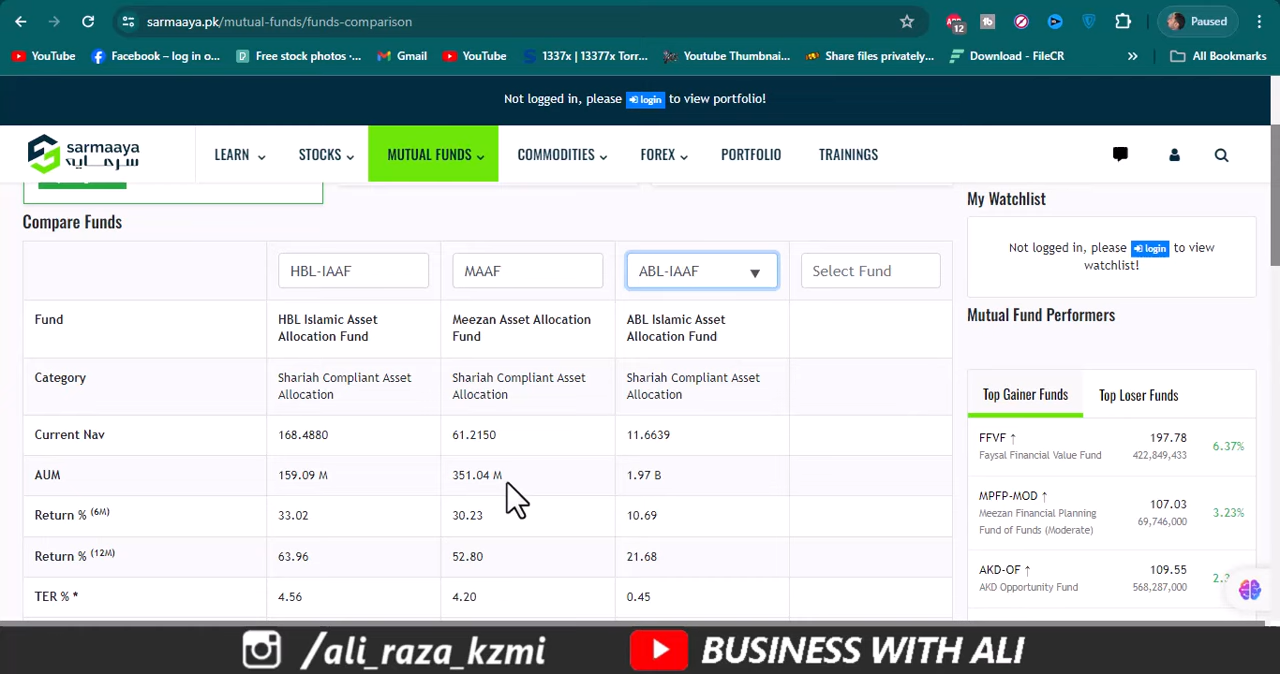 sarmaaya.pk/mutual-funds/funds-comparison
12
Paused
YouTube
Facebook – log in o...
Free stock photos ·...
Gmail
YouTube
1337x | 13377x Torr...
Youtube Thumbnai...
Share files privately...
Download - FileCR
All Bookmarks
Not logged in, please login to view portfolio!
sarmaaya
سرمایہ
LEARN
STOCKS
MUTUAL FUNDS
COMMODITIES
FOREX
PORTFOLIO
TRAININGS
Compare Funds
HBL-IAAF MAAF ABL-IAAF Select Fund
Fund HBL Islamic Asset Meezan Asset Allocation ABL Islamic Asset
Allocation Fund Fund Allocation Fund
Category Shariah Compliant Asset Shariah Compliant Asset Shariah Compliant Asset
Allocation Allocation Allocation
Current Nav 168.4880 61.2150 11.6639
AUM 159.09 M 351.04 M 1.97 B
Return % (6M) 33.02 30.23 10.69
Return % (12M) 63.96 52.80 21.68
TER % * 4.56 4.20 0.45
My Watchlist
Not logged in, please login to view
watchlist!
Mutual Fund Performers
Top Gainer Funds Top Loser Funds
FFVF ↑ 197.78 6.37%
Faysal Financial Value Fund 422,849,433
MPFP-MOD ↑ 107.03 3.23%
Meezan Financial Planning 69,746,000
Fund of Funds (Moderate)
AKD-OF ↑ 109.55
AKD Opportunity Fund 568,287,000
/ali_raza_kzmi
BUSINESS WITH ALI